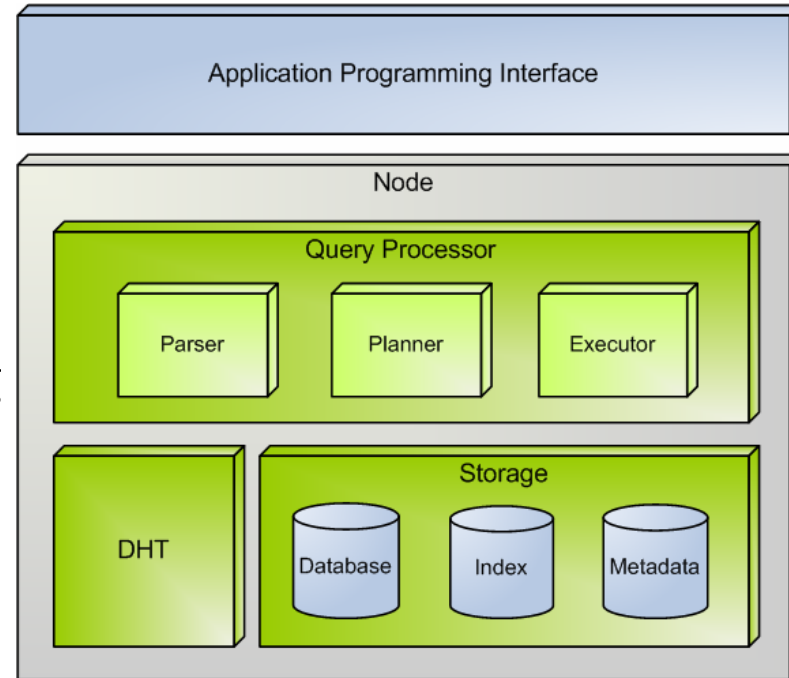 Application Programming Interface
Node
Query Processor
Parser
Planner
Executor
DHT
Storage
Database
Index
Metadata